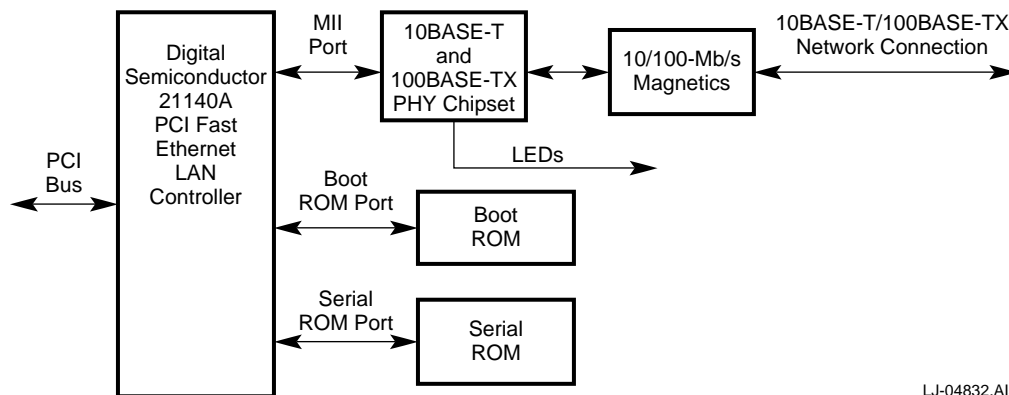 PCI
Bus
Digital
Semiconductor
21140A
PCI Fast
Ethernet
LAN
Controller
MII
Port
10BASE-T
and
100BASE-TX
PHY Chipset
10/100-Mb/s
Magnetics
10BASE-T/100BASE-TX
Network Connection
LEDs
Boot
ROM Port
Boot
ROM
Serial
ROM Port
Serial
ROM
LJ-04832.AI